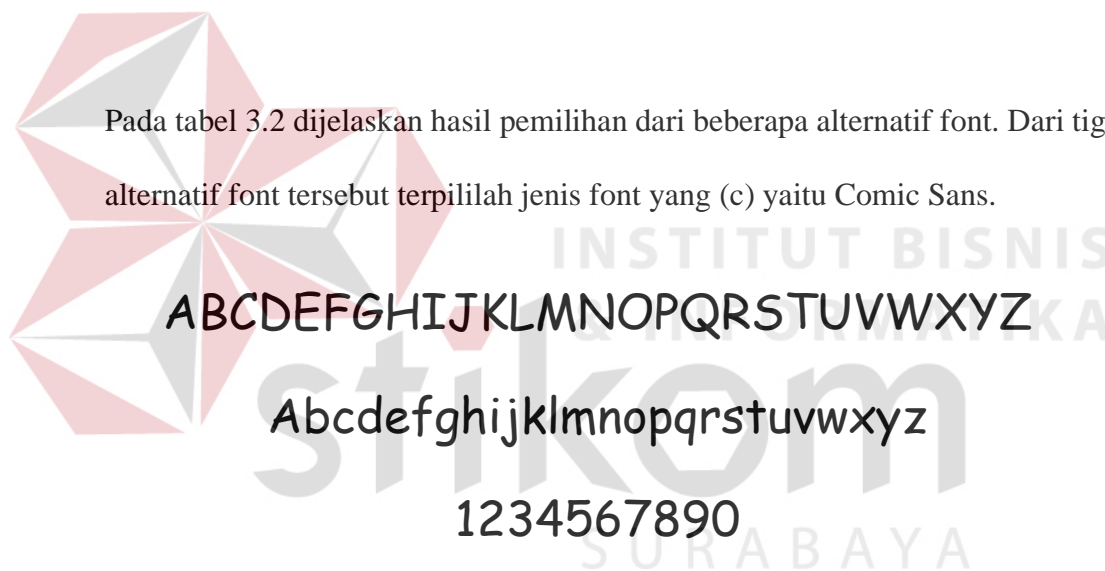 Pada tabel 3.2 dijelaskan hasil pemilihan dari beberapa alternatif font. Dari tig
alternatif font tersebut terpililah jenis font yang (c) yaitu Comic Sans.
INSTITUT BISNIS
ABCDEFGHIJKLMNOPQRSTUVWXYZ
& INFORMATIKA
stikom
Abcdefghijklmnopqrstuvwxyz
1234567890
SURABAYA